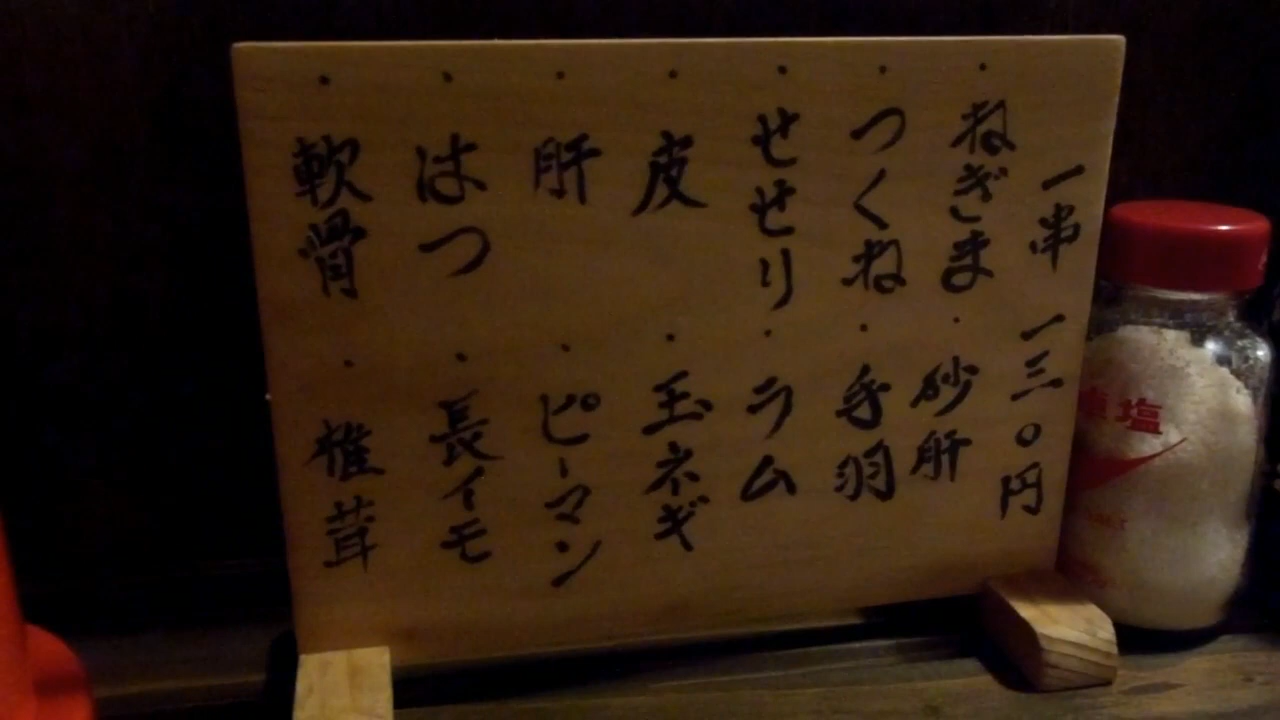 一串 一三〇円
・ねぎま ・砂肝
・つくね ・手羽
・せせり ・ラム
・皮 ・玉ネギ
・肝 ・ピーマン
・はつ ・長イモ
・軟骨 ・椎茸
塩